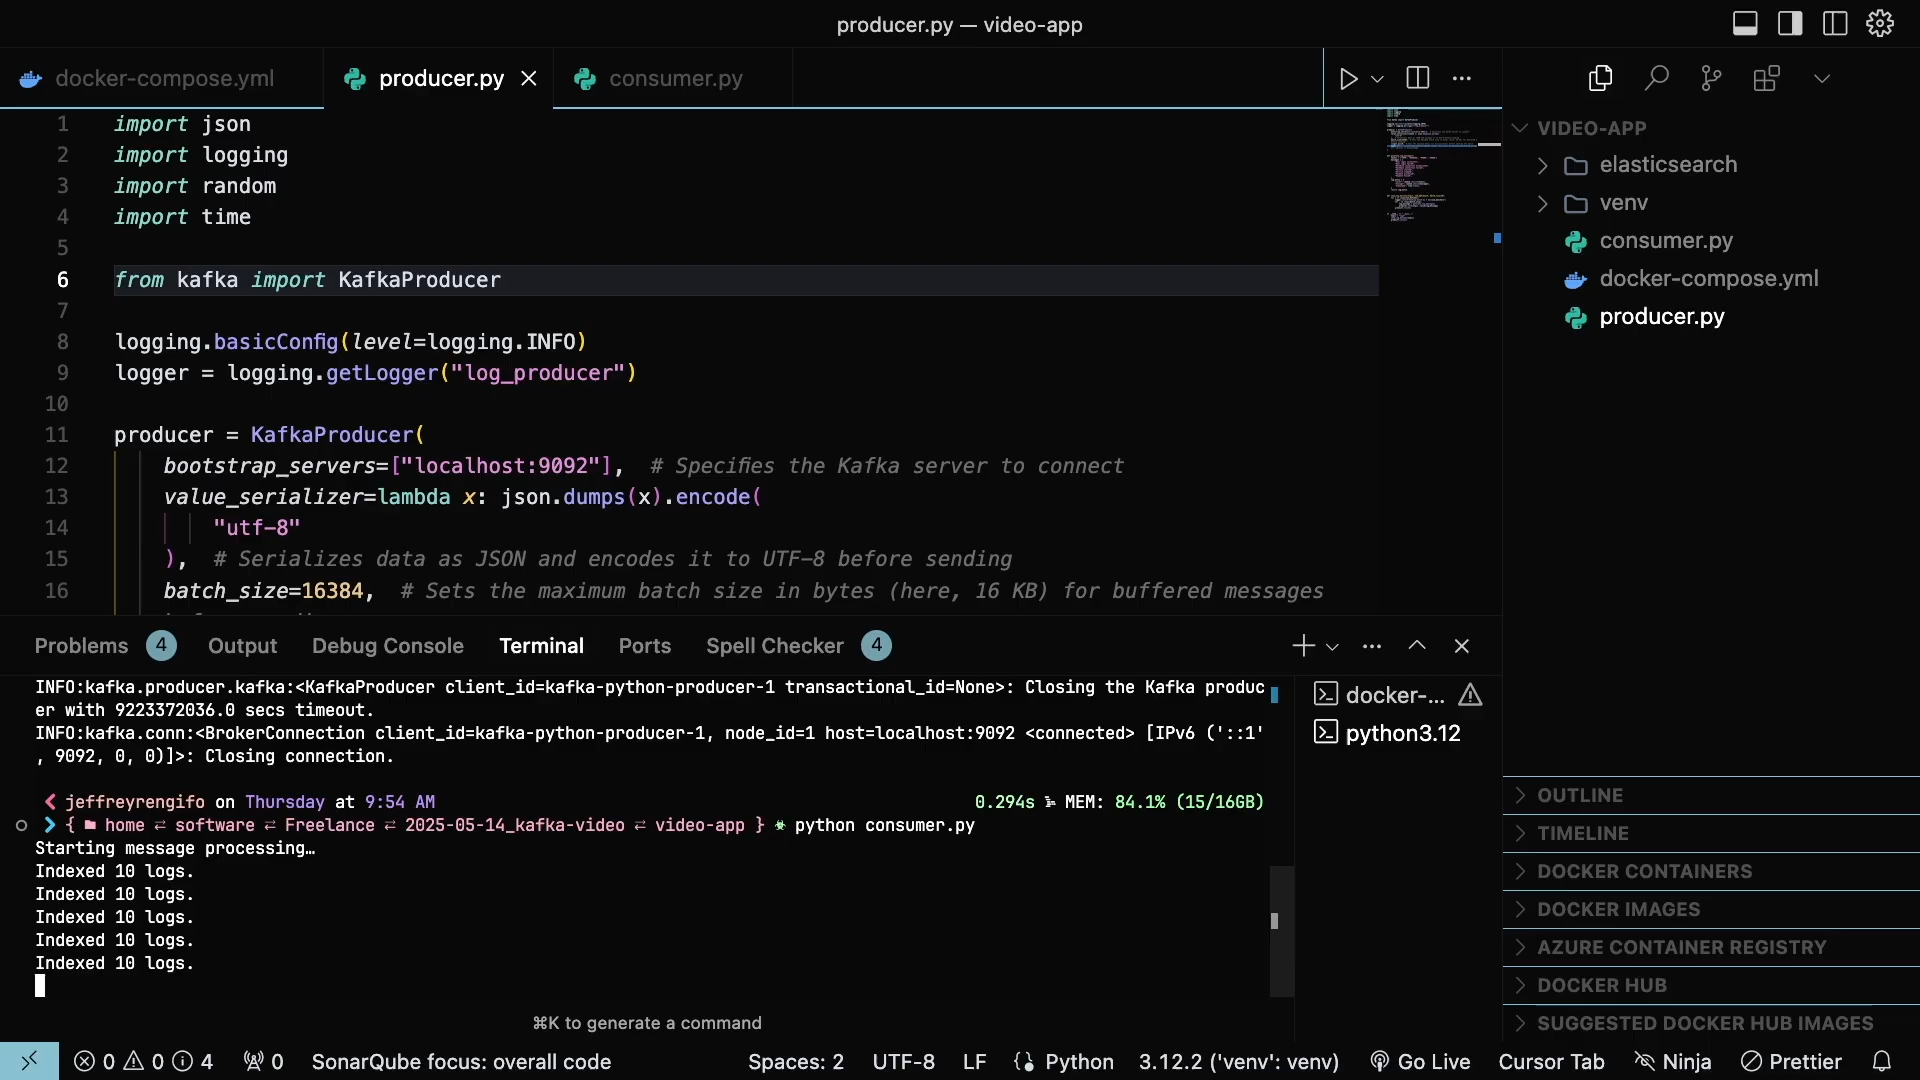 producer.py — video-app
docker-compose.yml
producer.py
consumer.py
1 import json
2 import logging
3 import random
4 import time
5
6 from kafka import KafkaProducer
7
8 logging.basicConfig(level=logging.INFO)
9 logger = logging.getLogger("log_producer")
10
11 producer = KafkaProducer(
12 bootstrap_servers=["localhost:9092"], # Specifies the Kafka server to connect
13 value_serializer=lambda x: json.dumps(x).encode(
14 "utf-8"
15 ), # Serializes data as JSON and encodes it to UTF-8 before sending
16 batch_size=16384, # Sets the maximum batch size in bytes (here, 16 KB) for buffered messages
VIDEO-APP
elasticsearch
venv
consumer.py
docker-compose.yml
producer.py
Problems 4 Output Debug Console Terminal Ports Spell Checker 4
INFO:kafka.producer.kafka:<KafkaProducer client_id=kafka-python-producer-1 transactional_id=None>: Closing the Kafka produc
er with 9223372036.0 secs timeout.
INFO:kafka.conn:<BrokerConnection client_id=kafka-python-producer-1, node_id=1 host=localhost:9092 <connected> [IPv6 ('::1'
, 9092, 0, 0)]>: Closing connection.
jeffreyrengifo on Thursday at 9:54 AM 0.294s MEM: 84.1% (15/16GB)
{ home ⇄ software ⇄ Freelance ⇄ 2025-05-14_kafka-video ⇄ video-app } python consumer.py
Starting message processing…
Indexed 10 logs.
Indexed 10 logs.
Indexed 10 logs.
Indexed 10 logs.
Indexed 10 logs.
⌘K to generate a command
docker-...
python3.12
OUTLINE
TIMELINE
DOCKER CONTAINERS
DOCKER IMAGES
AZURE CONTAINER REGISTRY
DOCKER HUB
SUGGESTED DOCKER HUB IMAGES
0 0 4 0 SonarQube focus: overall code Spaces: 2 UTF-8 LF Python 3.12.2 ('venv': venv) Go Live Cursor Tab Ninja Prettier